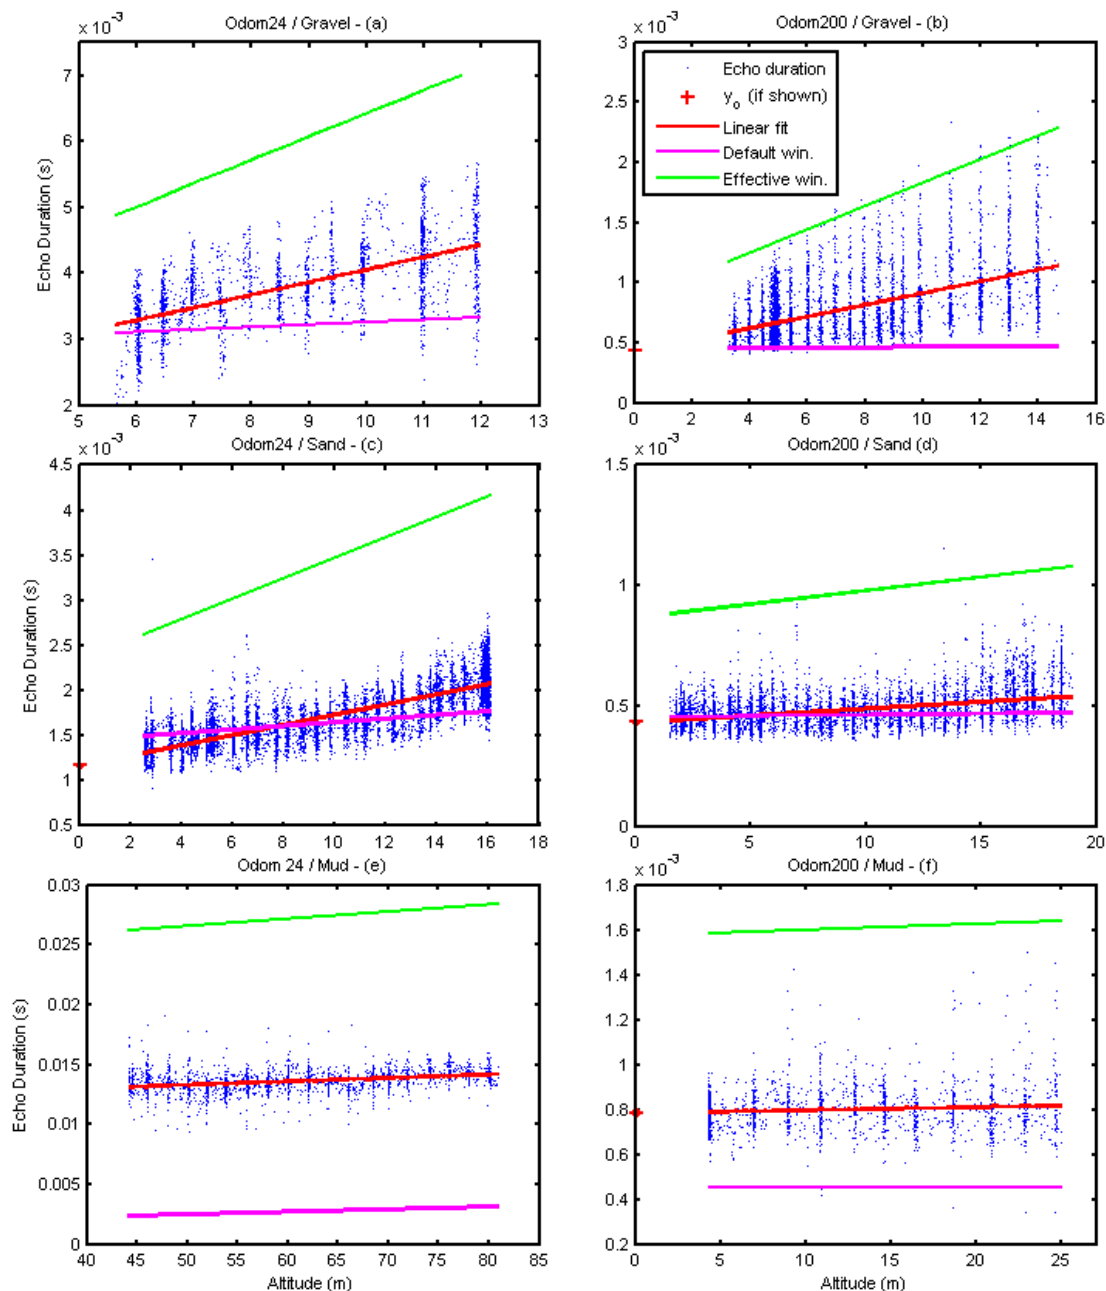 Odom24 / Gravel - (a)
× 10⁻³
7
6
5
4
3
2
Echo Duration (s)
5 6 7 8 9 10 11 12 13
Odom200 / Gravel - (b)
× 10⁻³
3
2.5
2
1.5
1
0.5
0
0 2 4 6 8 10 12 14 16
Echo duration
y₀ (if shown)
Linear fit
Default win.
Effective win.
Odom24 / Sand - (c)
× 10⁻³
4.5
4
3.5
3
2.5
2
1.5
1
0.5
Echo Duration (s)
0 2 4 6 8 10 12 14 16 18
Odom200 / Sand (d)
× 10⁻³
1.5
1
0.5
0
0 5 10 15 20
Odom 24 / Mud - (e)
0.03
0.025
0.02
0.015
0.01
0.005
0
Echo Duration (s)
40 45 50 55 60 65 70 75 80 85
Altitude (m)
Odom200 / Mud - (f)
× 10⁻³
1.8
1.6
1.4
1.2
1
0.8
0.6
0.4
0.2
0 5 10 15 20 25
Altitude (m)